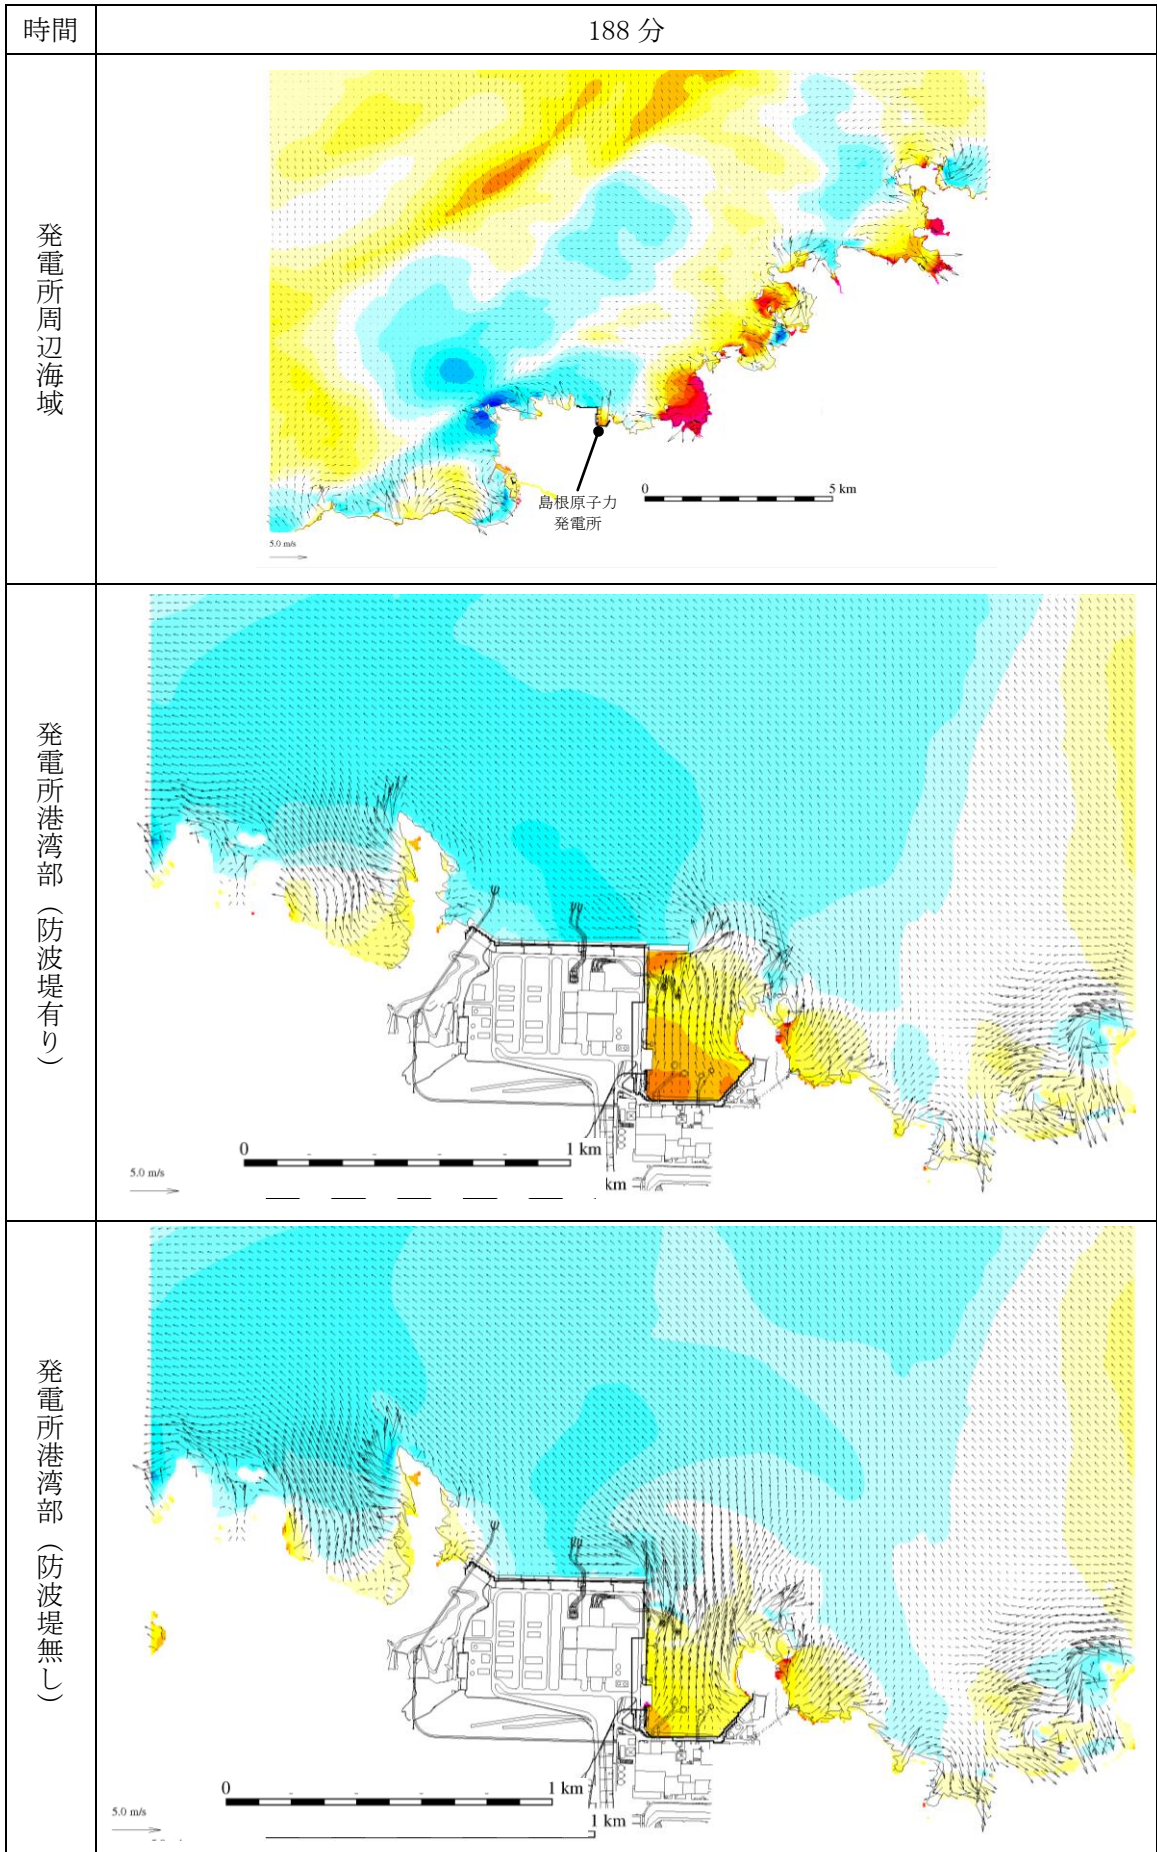 時間
188 分
発電所周辺海域
島根原子力
発電所
0
5 km
5.0 m/s
発電所港湾部（防波堤有り）
0
1 km
km
5.0 m/s
発電所港湾部（防波堤無し）
0
1 km
1 km
5.0 m/s